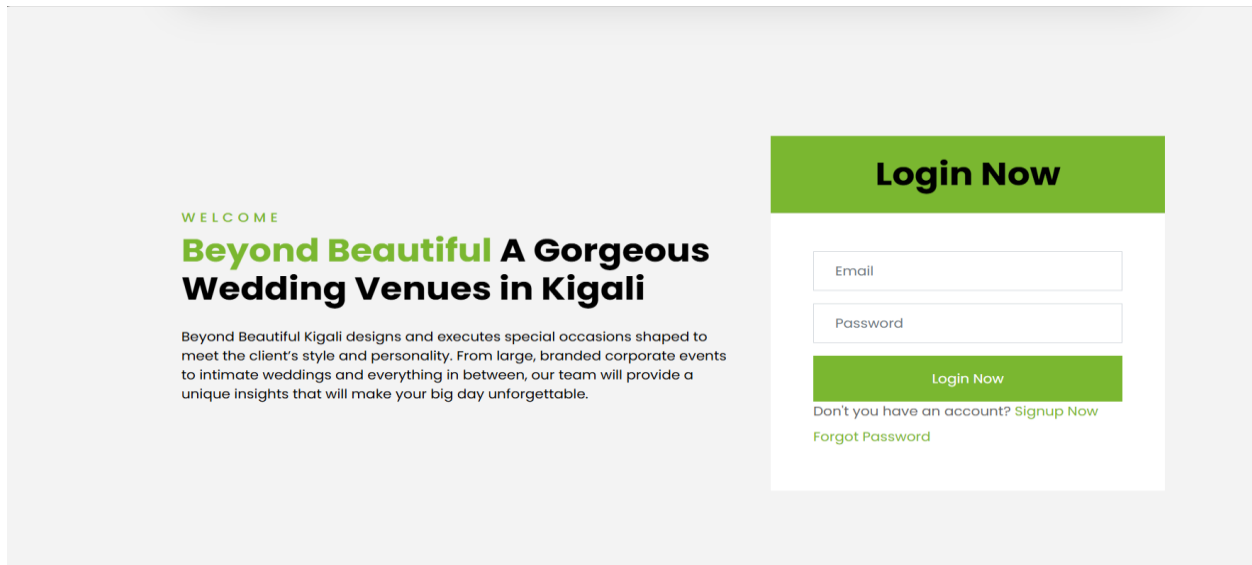 WELCOME
Beyond Beautiful A Gorgeous
Wedding Venues in Kigali
Beyond Beautiful Kigali designs and executes special occasions shaped to
meet the client's style and personality. From large, branded corporate events
to intimate weddings and everything in between, our team will provide a
unique insights that will make your big day unforgettable.
Login Now
Email
Password
Login Now
Don't you have an account? Signup Now
Forgot Password